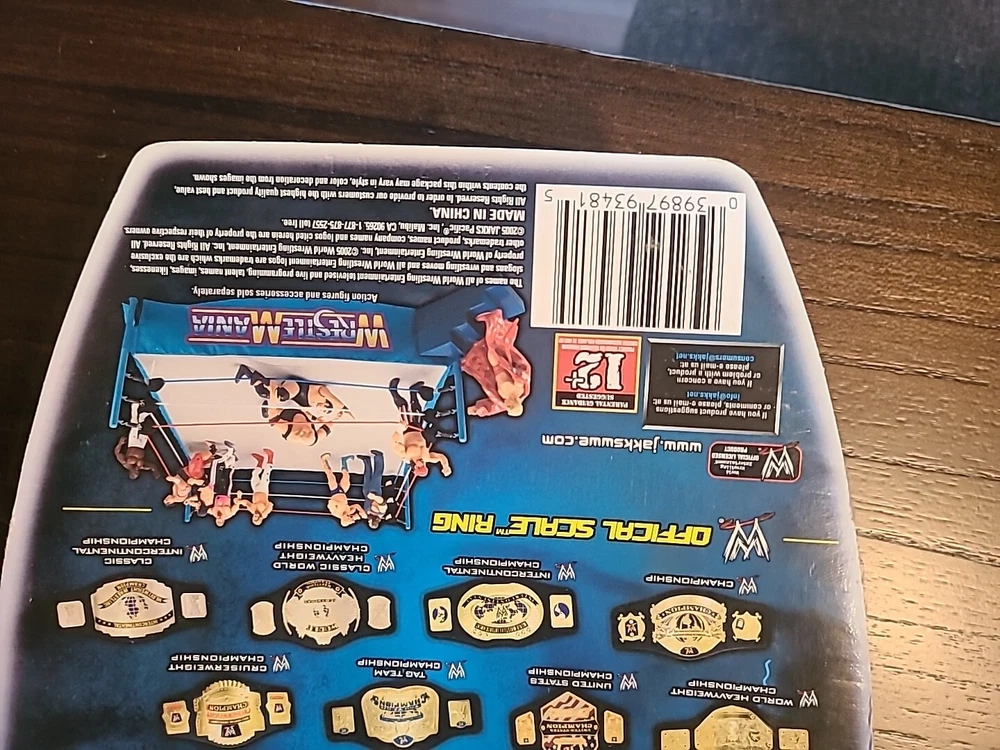 WORLD HEAVYWEIGHT
CHAMPIONSHIP
UNITED STATES
CHAMPIONSHIP
TAG TEAM
CHAMPIONSHIP
CRUISERWEIGHT
CHAMPIONSHIP
CHAMPIONSHIP
INTERCONTINENTAL
CLASSIC WORLD
HEAVYWEIGHT
CHAMPIONSHIP
CLASSIC
INTERCONTINENTAL
CHAMPIONSHIP
OFFICAL SCALE™ RING
World
Wrestling
Entertainment
OFFICIAL LICENSED
PRODUCT
www.jakkswwe.com
If you have product suggestions
or comments, please e-mail us at:
info@jakks.net
If you have a concern
or problem with a product,
please e-mail us at:
consumers@jakks.net
PARENTAL GUIDANCE
SUGGESTED
12
WRESTLEMANIA
Action figures and accessories sold separately.
The names of all World Wrestling Entertainment televised and live programming, talent names, images, likenesses,
slogans and wrestling moves and all World Wrestling Entertainment logos are trademarks which are the exclusive
property of World Wrestling Entertainment, Inc. ©2005 World Wrestling Entertainment, Inc. All Rights Reserved. All
other trademarks, product names, company names and logos cited herein are the property of their respective owners.
©2005 JAKKS Pacific®, Inc. Malibu, CA 90265. 1-877-875-2557 toll free.
MADE IN CHINA.
All Rights Reserved. In order to provide our customers with the highest quality product and best value,
the contents within this package may vary in style, color and decoration from the images shown.
0 39897 93481 5